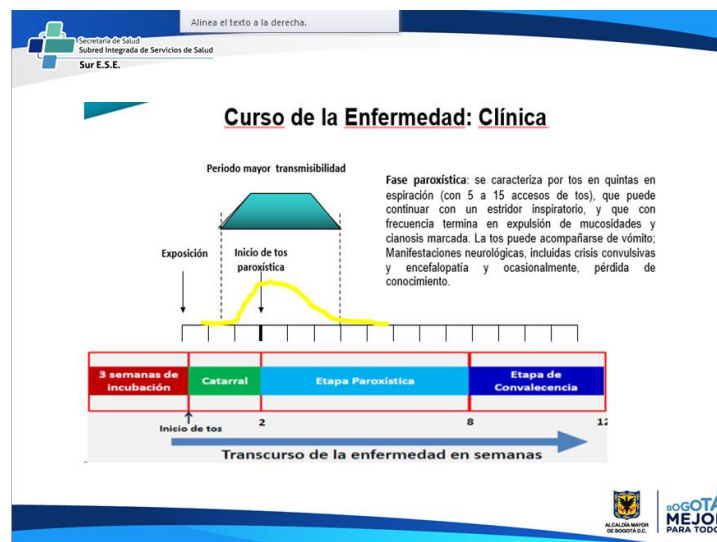 Alinea el texto a la derecha.
Secretaría de Salud
Subred Integrada de Servicios de Salud
Sur E.S.E.
Curso de la Enfermedad: Clínica
Periodo mayor transmisibilidad
Fase paroxística: se caracteriza por tos en quintas en
espiración (con 5 a 15 accesos de tos), que puede
continuar con un estridor inspiratorio, y que con
frecuencia termina en expulsión de mucosidades y
cianosis marcada. La tos puede acompañarse de vómito;
Manifestaciones neurológicas, incluidas crisis convulsivas
y encefalopatía y ocasionalmente, pérdida de
conocimiento.
Exposición
Inicio de tos
paroxística
3 semanas de
incubación
Catarral
Etapa Paroxística
Etapa de
Convalecencia
Inicio de tos
2
8
12
Transcurso de la enfermedad en semanas
ALCALDÍA MAYOR
DE BOGOTÁ D.C.
BOGOTÁ
MEJOR
PARA TODOS